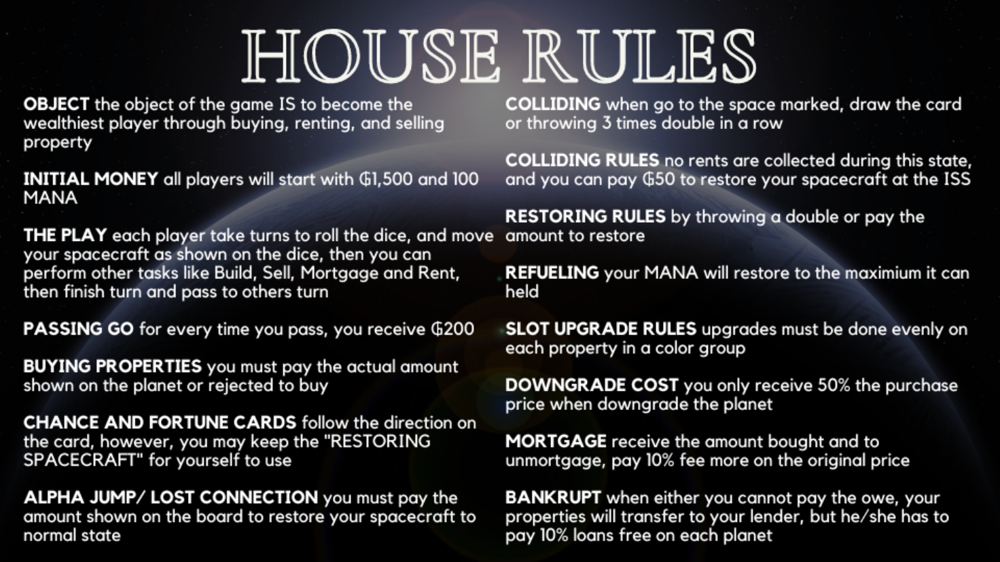 HOUSE RULES
OBJECT the object of the game IS to become the
wealthiest player through buying, renting, and selling
property
INITIAL MONEY all players will start with ₲1,500 and 100
MANA
THE PLAY each player take turns to roll the dice, and move
your spacecraft as shown on the dice, then you can
perform other tasks like Build, Sell, Mortgage and Rent,
then finish turn and pass to others turn
PASSING GO for every time you pass, you receive ₲200
BUYING PROPERTIES you must pay the actual amount
shown on the planet or rejected to buy
CHANCE AND FORTUNE CARDS follow the direction on
the card, however, you may keep the "RESTORING
SPACECRAFT" for yourself to use
ALPHA JUMP/ LOST CONNECTION you must pay the
amount shown on the board to restore your spacecraft to
normal state
COLLIDING when go to the space marked, draw the card
or throwing 3 times double in a row
COLLIDING RULES no rents are collected during this state,
and you can pay ₲50 to restore your spacecraft at the ISS
RESTORING RULES by throwing a double or pay the
amount to restore
REFUELING your MANA will restore to the maximium it can
held
SLOT UPGRADE RULES upgrades must be done evenly on
each property in a color group
DOWNGRADE COST you only receive 50% the purchase
price when downgrade the planet
MORTGAGE receive the amount bought and to
unmortgage, pay 10% fee more on the original price
BANKRUPT when either you cannot pay the owe, your
properties will transfer to your lender, but he/she has to
pay 10% loans free on each planet